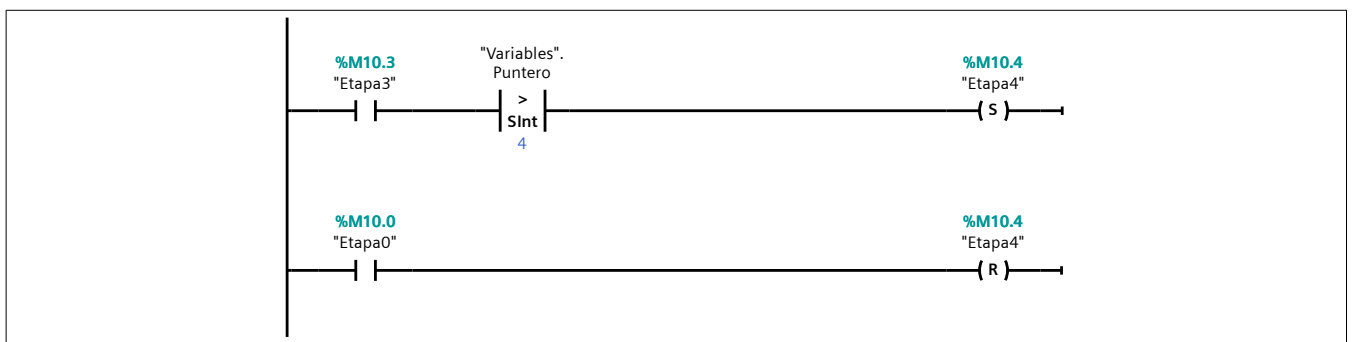 "Variables".
%M10.3
Puntero
%M10.4
"Etapa3"
"Etapa4"
>
SInt
( S )
4
%M10.0
%M10.4
"Etapa0"
"Etapa4"
( R )